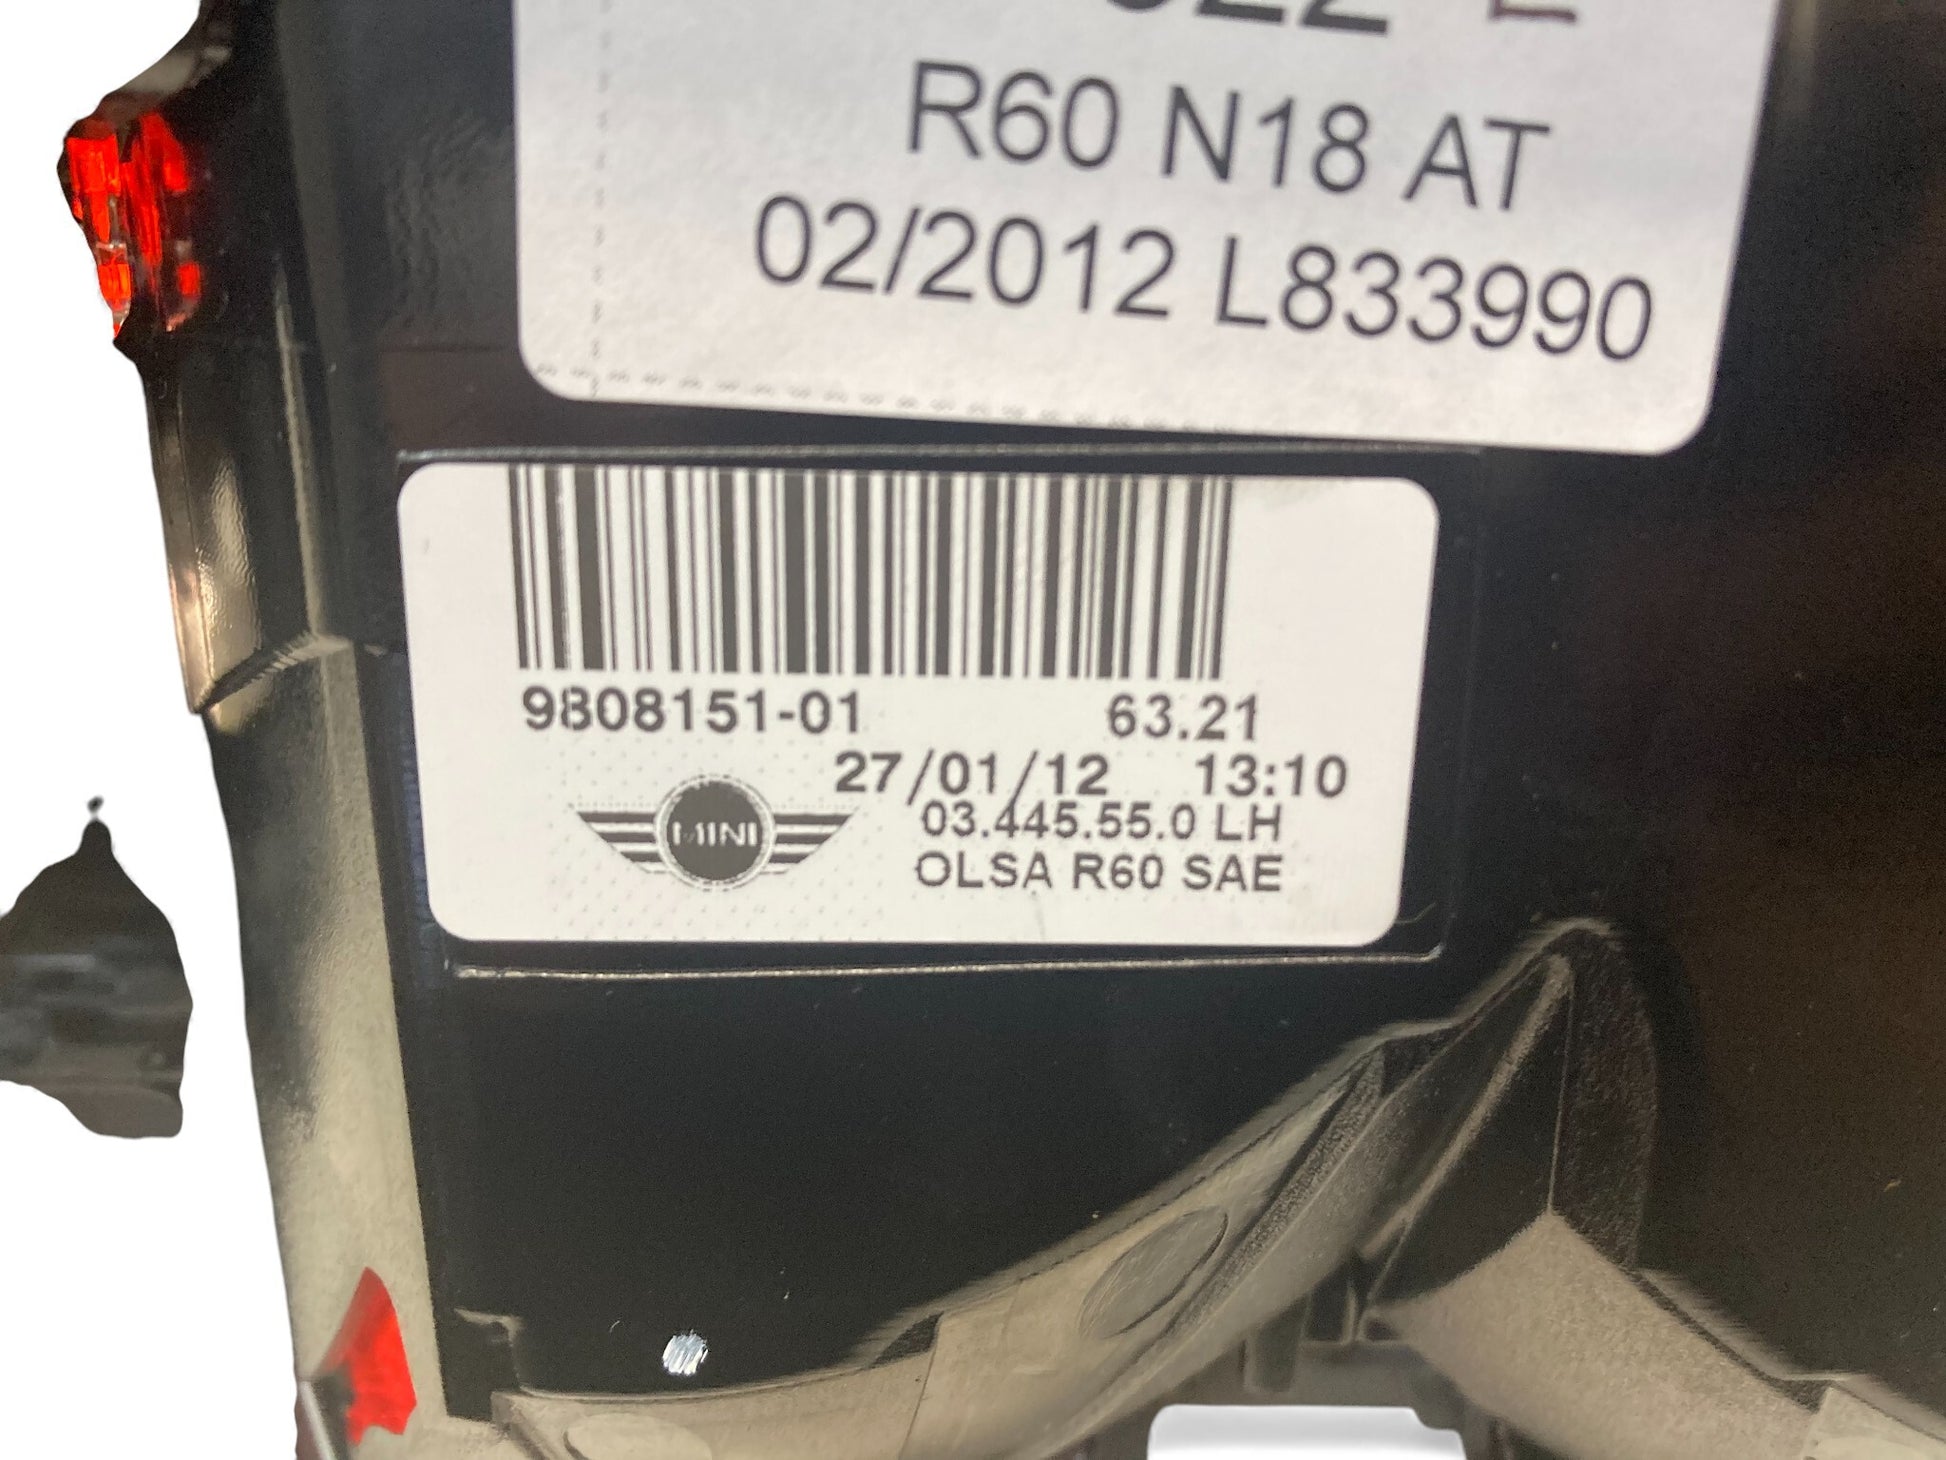 R60 N18 AT
02/2012 L833990
9808151-01 63.21
27/01/12 13:10
MINI
03.445.55.0 LH
OLSA R60 SAE